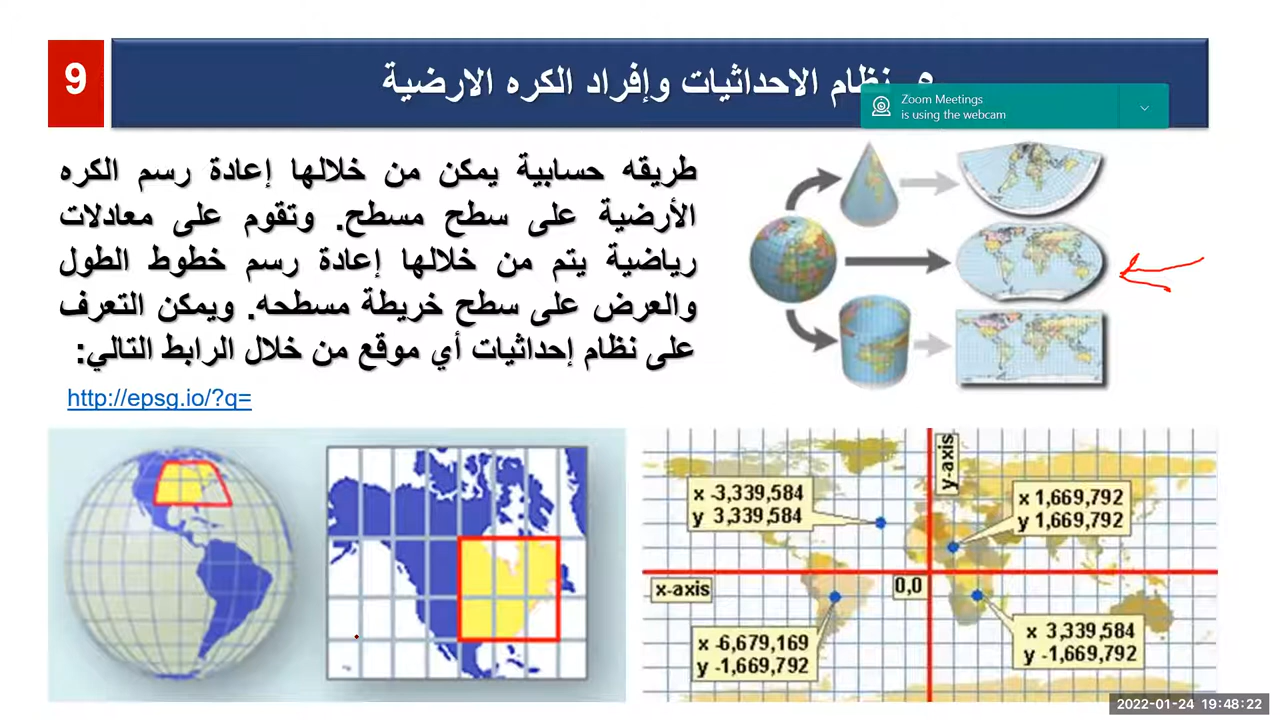 9
نظام الاحداثيات وإفراد الكره الارضية
Zoom Meetings
is using the webcam
طريقه حسابية يمكن من خلالها إعادة رسم الكره
الأرضية على سطح مسطح. وتقوم على معادلات
رياضية يتم من خلالها إعادة رسم خطوط الطول
والعرض على سطح خريطة مسطحه. ويمكن التعرف
على نظام إحداثيات أي موقع من خلال الرابط التالي:
http://epsg.io/?q=
y-axis
x -3,339,584
y 3,339,584
x 1,669,792
y 1,669,792
x-axis
0,0
x -6,679,169
y -1,669,792
x 3,339,584
y -1,669,792
2022-01-24 19:48:22